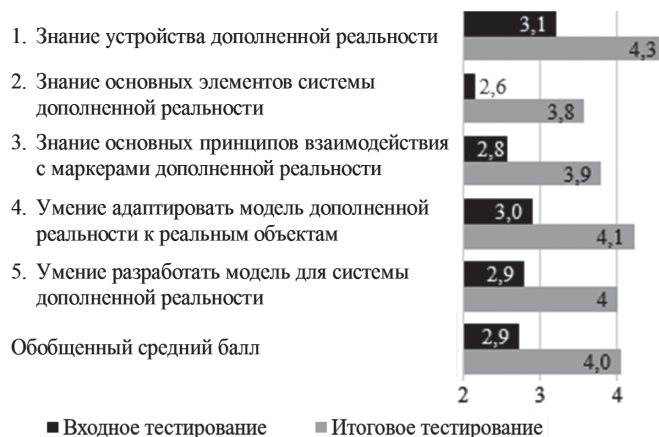 1. Знание устройства дополненной реальности
3,1
4,3
2. Знание основных элементов системы
дополненной реальности
2,6
3,8
3. Знание основных принципов взаимодействия
с маркерами дополненной реальности
2,8
3,9
4. Умение адаптировать модель дополненной
реальности к реальным объектам
3,0
4,1
5. Умение разработать модель для системы
дополненной реальности
2,9
4
Обобщенный средний балл
2,9
4,0
2 3 4
Входное тестирование Итоговое тестирование